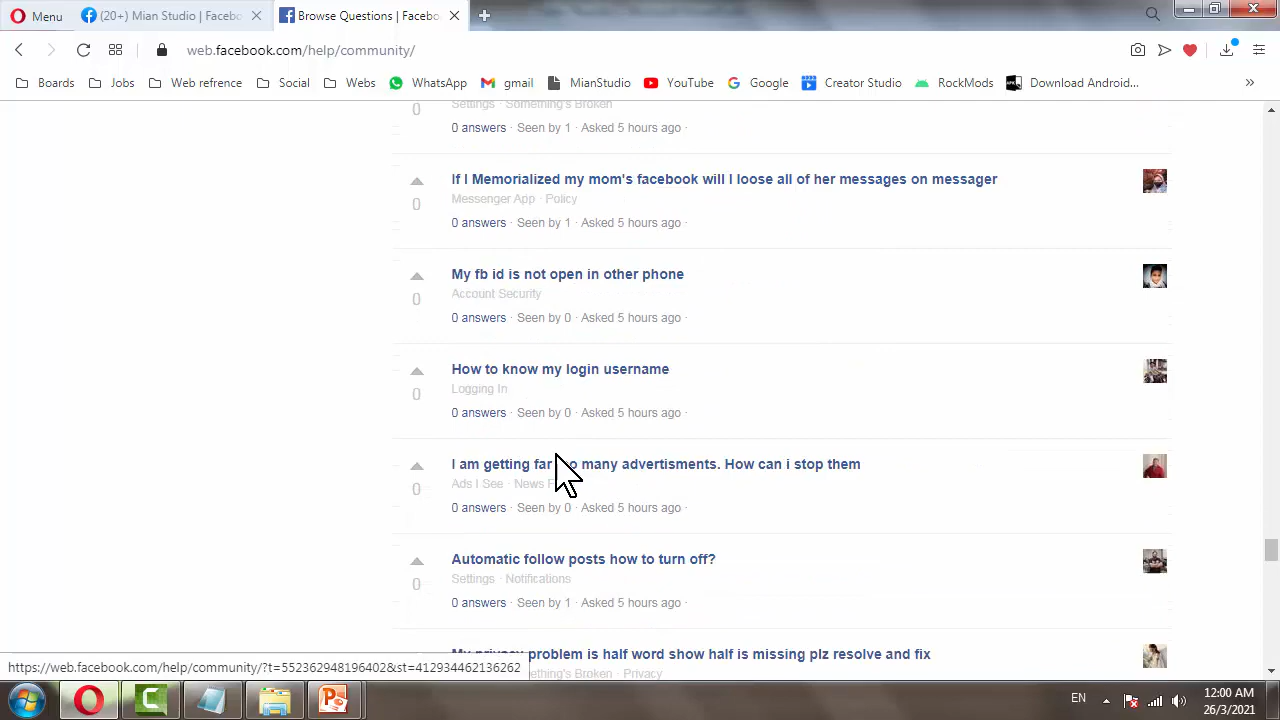 Menu
(20+) Mian Studio | Facebo
Browse Questions | Facebo
web.facebook.com/help/community/
Boards
Jobs
Web refrence
Social
Webs
WhatsApp
gmail
MianStudio
YouTube
Google
Creator Studio
RockMods
Download Android...
»
Settings · Something's Broken
0
0 answers · Seen by 1 · Asked 5 hours ago ·
If I Memorialized my mom's facebook will I loose all of her messages on messager
Messenger App · Policy
0
0 answers · Seen by 1 · Asked 5 hours ago ·
My fb id is not open in other phone
Account Security
0
0 answers · Seen by 0 · Asked 5 hours ago ·
How to know my login username
Logging In
0
0 answers · Seen by 0 · Asked 5 hours ago ·
I am getting far many advertisments. How can i stop them
Ads I See · News
0
0 answers · Seen by 0 · Asked 5 hours ago ·
Automatic follow posts how to turn off?
Settings · Notifications
0
0 answers · Seen by 1 · Asked 5 hours ago ·
My privacy problem is half word show half is missing plz resolve and fix
Broken · Privacy
https://web.facebook.com/help/community/?t=552362948196402&st=412934462136262
EN
12:00 AM
26/3/2021